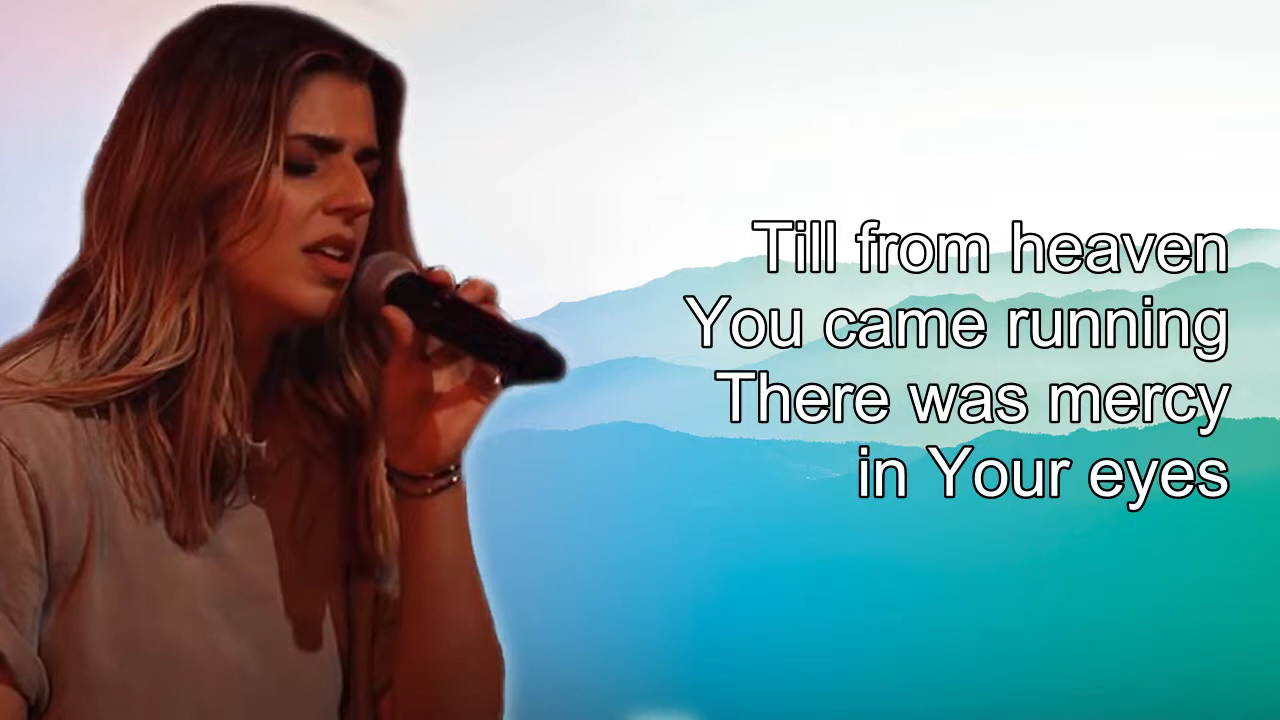 Till from heaven
You came running
There was mercy
in Your eyes